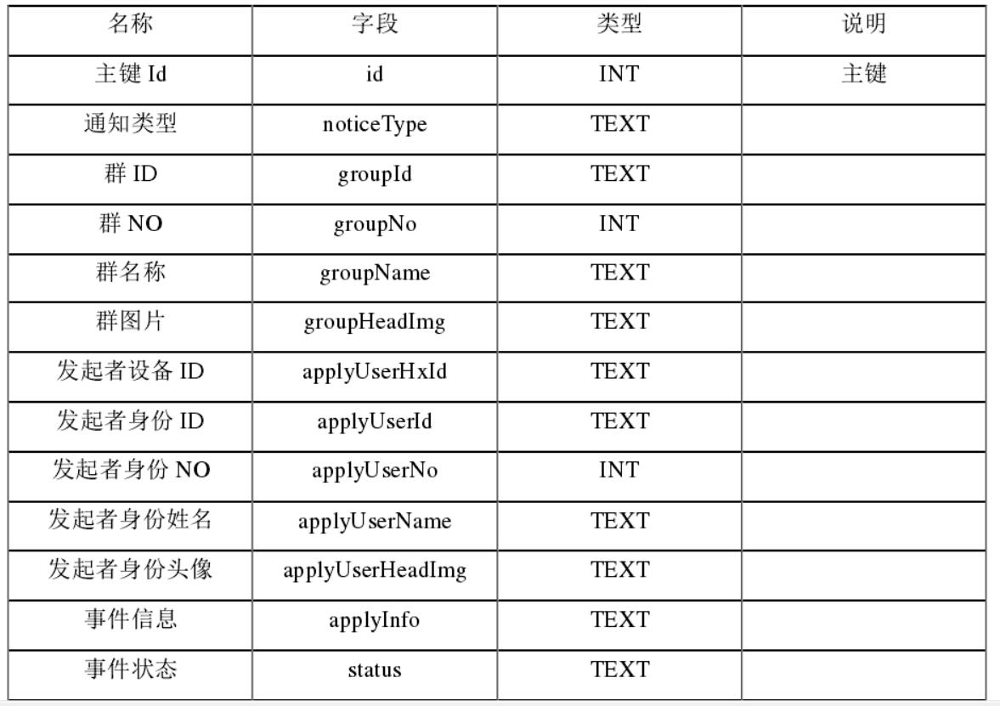 名称 字段 类型 说明
主键 Id id INT 主键
通知类型 noticeType TEXT
群 ID groupId TEXT
群 NO groupNo INT
群名称 groupName TEXT
群图片 groupHeadImg TEXT
发起者设备 ID applyUserHxId TEXT
发起者身份 ID applyUserId TEXT
发起者身份 NO applyUserNo INT
发起者身份姓名 applyUserName TEXT
发起者身份头像 applyUserHeadImg TEXT
事件信息 applyInfo TEXT
事件状态 status TEXT